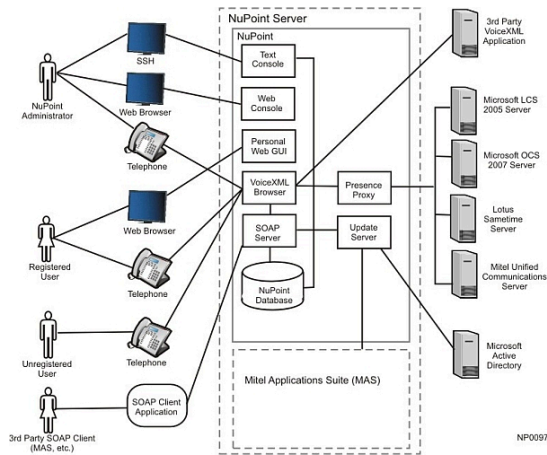 NuPoint Server
NuPoint
Text
Console
Web
Console
Personal
Web GUI
VoiceXML
Browser
SOAP
Server
NuPoint
Database
Presence
Proxy
Update
Server
Mitel Applications Suite (MAS)
SSH
NuPoint
Administrator
Web Browser
Telephone
Web Browser
Registered
User
Telephone
Unregistered
User
Telephone
SOAP Client
Application
3rd Party SOAP Client
(MAS, etc.)
3rd Party
VoiceXML
Application
Microsoft LCS
2005 Server
Microsoft OCS
2007 Server
Lotus
Sametime
Server
Mitel Unified
Communications
Server
Microsoft
Active
Directory
NP0097